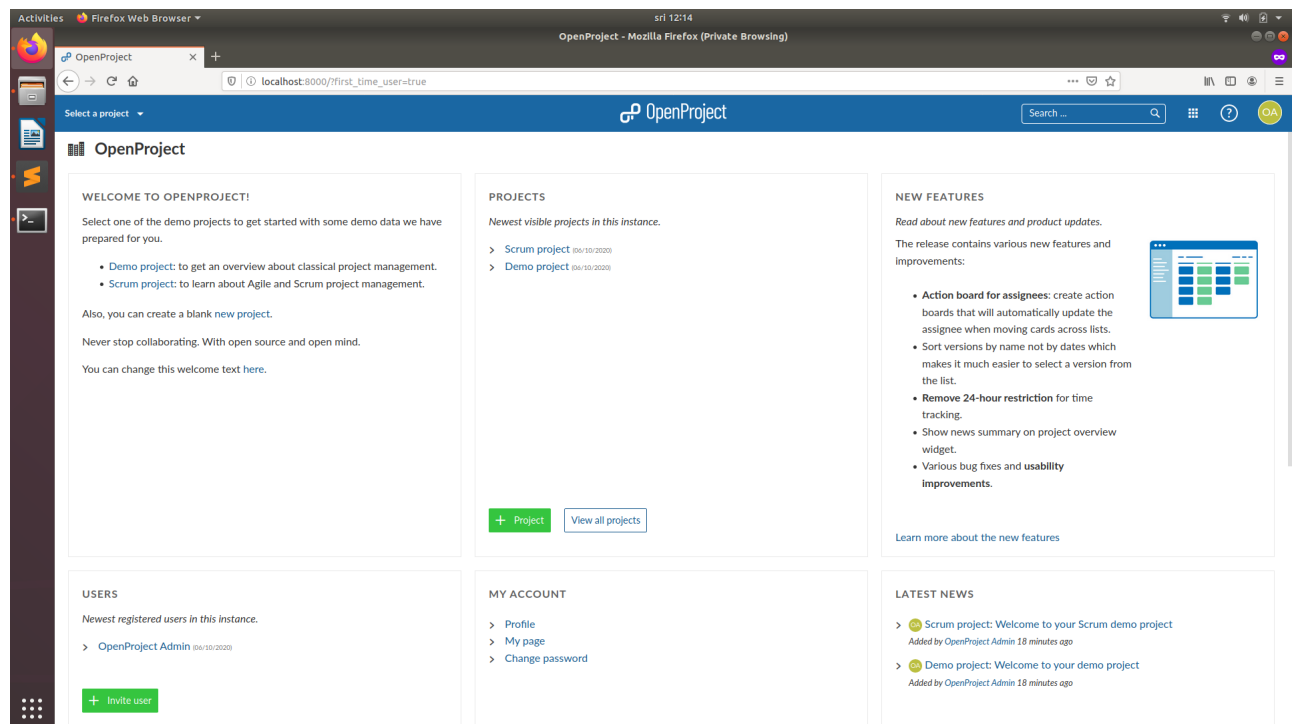 Activities Firefox Web Browser sri 12:14
OpenProject - Mozilla Firefox (Private Browsing)
OpenProject
localhost:8000/?first_time_user=true
Select a project OpenProject Search ... OA
OpenProject
WELCOME TO OPENPROJECT!
Select one of the demo projects to get started with some demo data we have
prepared for you.
• Demo project: to get an overview about classical project management.
• Scrum project: to learn about Agile and Scrum project management.
Also, you can create a blank new project.
Never stop collaborating. With open source and open mind.
You can change this welcome text here.
PROJECTS
Newest visible projects in this instance.
Scrum project (06/10/2020)
Demo project (06/10/2020)
+ Project View all projects
NEW FEATURES
Read about new features and product updates.
The release contains various new features and
improvements:
• Action board for assignees: create action
boards that will automatically update the
assignee when moving cards across lists.
• Sort versions by name not by dates which
makes it much easier to select a version from
the list.
• Remove 24-hour restriction for time
tracking.
• Show news summary on project overview
widget.
• Various bug fixes and usability
improvements.
Learn more about the new features
USERS
Newest registered users in this instance.
OpenProject Admin (06/10/2020)
+ Invite user
MY ACCOUNT
Profile
My page
Change password
LATEST NEWS
OA Scrum project: Welcome to your Scrum demo project
Added by OpenProject Admin 18 minutes ago
OA Demo project: Welcome to your demo project
Added by OpenProject Admin 18 minutes ago